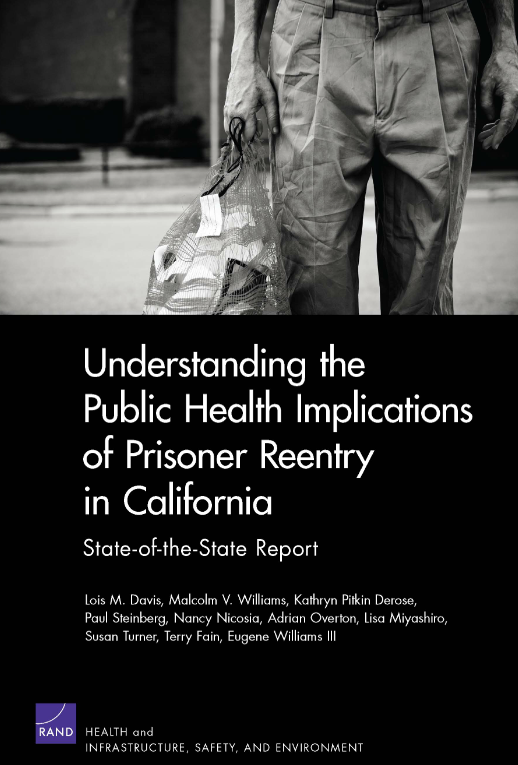 Understanding the
Public Health Implications
of Prisoner Reentry
in California
State-of-the-State Report
Lois M. Davis, Malcolm V. Williams, Kathryn Pitkin Derose,
Paul Steinberg, Nancy Nicosia, Adrian Overton, Lisa Miyashiro,
Susan Turner, Terry Fain, Eugene Williams III
RAND
HEALTH and
INFRASTRUCTURE, SAFETY, AND ENVIRONMENT